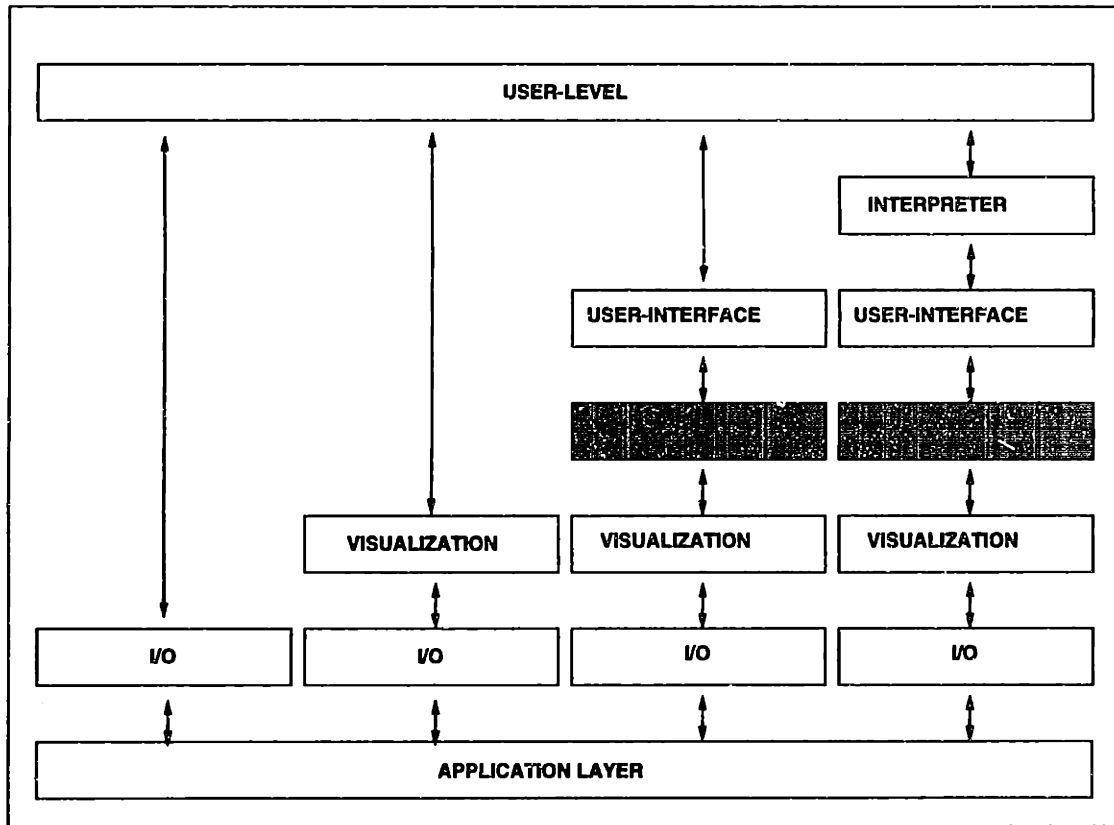 USER-LEVEL
INTERPRETER
USER-INTERFACE
USER-INTERFACE
VISUALIZATION
VISUALIZATION
VISUALIZATION
I/O
I/O
I/O
I/O
APPLICATION LAYER